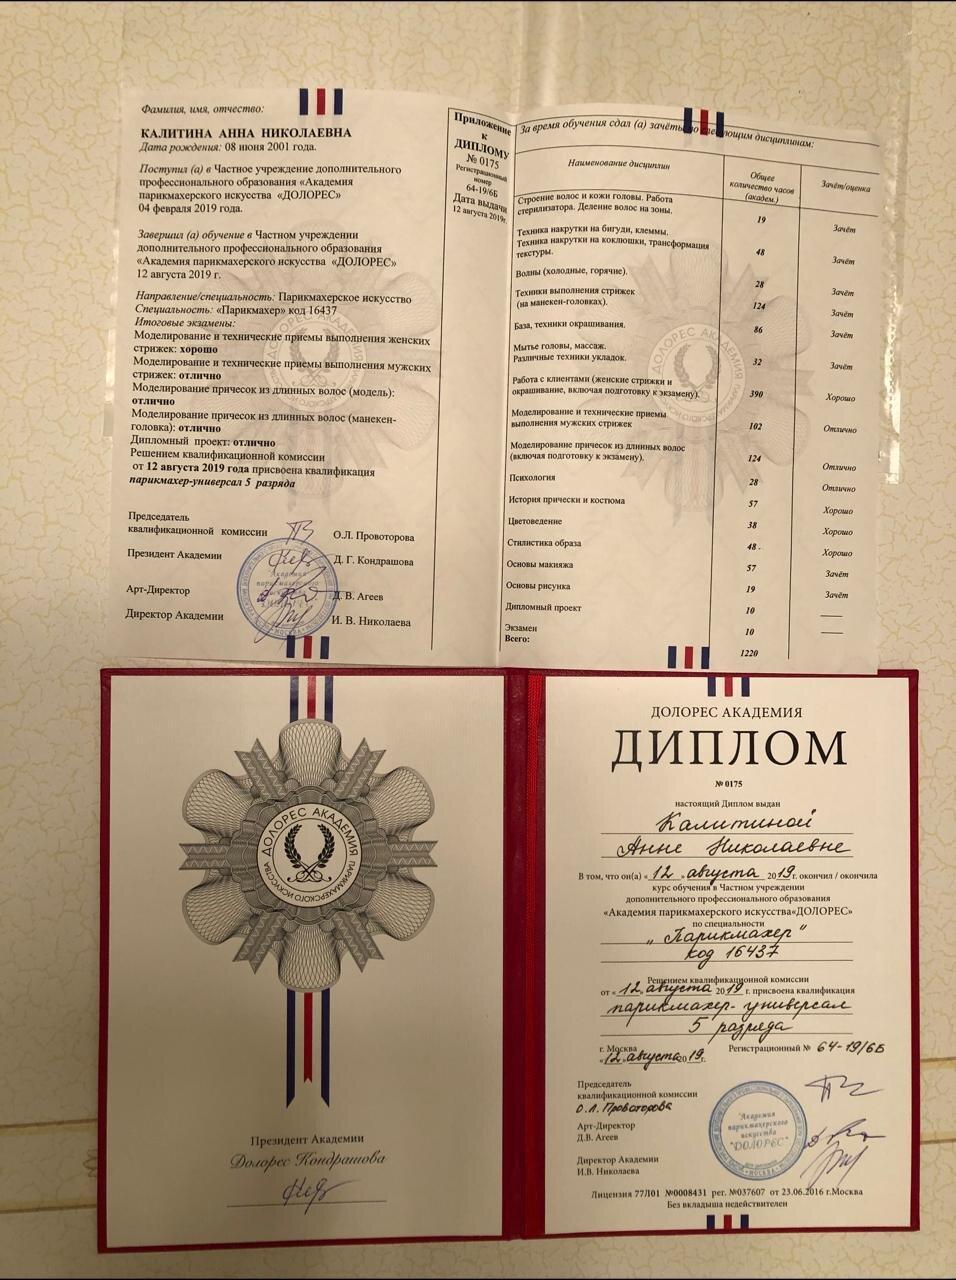 Фамилия, имя, отчество:
КАЛИТИНА АННА НИКОЛАЕВНА
Дата рождения: 08 июня 2001 года.
Поступил (а) в Частное учреждение дополнительного
профессионального образования «Академия
парикмахерского искусства «ДОЛОРЕС»
04 февраля 2019 года.
Завершил (а) обучение в Частном учреждении
дополнительного профессионального образования
«Академия парикмахерского искусства «ДОЛОРЕС»
12 августа 2019 г.
Направление/специальность: Парикмахерское искусство
Специальность: «Парикмахер» код 16437
Итоговые экзамены:
Моделирование и технические приемы выполнения женских
стрижек: хорошо
Моделирование и технические приемы выполнения мужских
стрижек: отлично
Моделирование причесок из длинных волос (модель):
отлично
Моделирование причесок из длинных волос (манекен-
головка): отлично
Дипломный проект: отлично
Решением квалификационной комиссии
от 12 августа 2019 года присвоена квалификация
парикмахер-универсал 5 разряда
Председатель
квалификационной комиссии О.Л. Провоторова
Президент Академии Д. Г. Кондрашова
Арт-Директор Д. В. Агеев
Директор Академии И. В. Николаева
Приложение
к
ДИПЛОМУ
№ 0175
Регистрационный
номер
64-19/6Б
Дата выдачи
12 августа 2019г.
За время обучения сдал (а) зачёты по следующим дисциплинам:
Наименование дисциплин
Общее
количество часов
(академ.)
Зачёт/оценка
Строение волос и кожи головы. Работа
стерилизатора. Деление волос на зоны.
19 Зачёт
Техника накрутки на бигуди, клеммы.
Техника накрутки на коклюшки, трансформация
текстуры.
48 Зачёт
Волны (холодные, горячие).
28 Зачёт
Техники выполнения стрижек
(на манекен-головках).
124 Зачёт
База, техники окрашивания.
86 Зачёт
Мытье головы, массаж.
Различные техники укладок.
32 Хорошо
Работа с клиентами (женские стрижки и
окрашивание, включая подготовку к экзамену).
390 Отлично
Моделирование и технические приемы
выполнения мужских стрижек
102 Отлично
Моделирование причесок из длинных волос
(включая подготовку к экзамену).
124 Отлично
Психология 28 Хорошо
История прически и костюма 57 Хорошо
Цветоведение 38 Хорошо
Стилистика образа 48 Зачёт
Основы макияжа 57 Зачёт
Основы рисунка 19
Дипломный проект 10
Экзамен 10
Всего: 1220
ДОЛОРЕС АКАДЕМИЯ
ПАРИКМАХЕРСКОГО ИСКУССТВА
Президент Академии
Долорес Кондрашова
ДОЛОРЕС АКАДЕМИЯ
ДИПЛОМ
№ 0175
настоящий Диплом выдан
Калитиной
Анне Николаевне
В том, что он(а) «12» августа 2019 г. окончил / окончила
курс обучения в Частном учреждении
дополнительного профессионального образования
«Академия парикмахерского искусства«ДОЛОРЕС»
по специальности
„Парикмахер"
код 16437
Решением квалификационной комиссии
от «12» августа 2019 г. присвоена квалификация
парикмахер-универсал
5 разряда
г. Москва
«12» августа 2019г.
Регистрационный № 64-19/6Б
Председатель
квалификационной комиссии
О.Л. Провоторова
Арт-Директор
Д.В. Агеев
Директор Академии
И.В. Николаева
Академия
парикмахерского
искусства
"ДОЛОРЕС"
МОСКВА
Лицензия 77Л01 №0008431 рег. №037607 от 23.06.2016 г.Москва
Без вкладыша недействителен